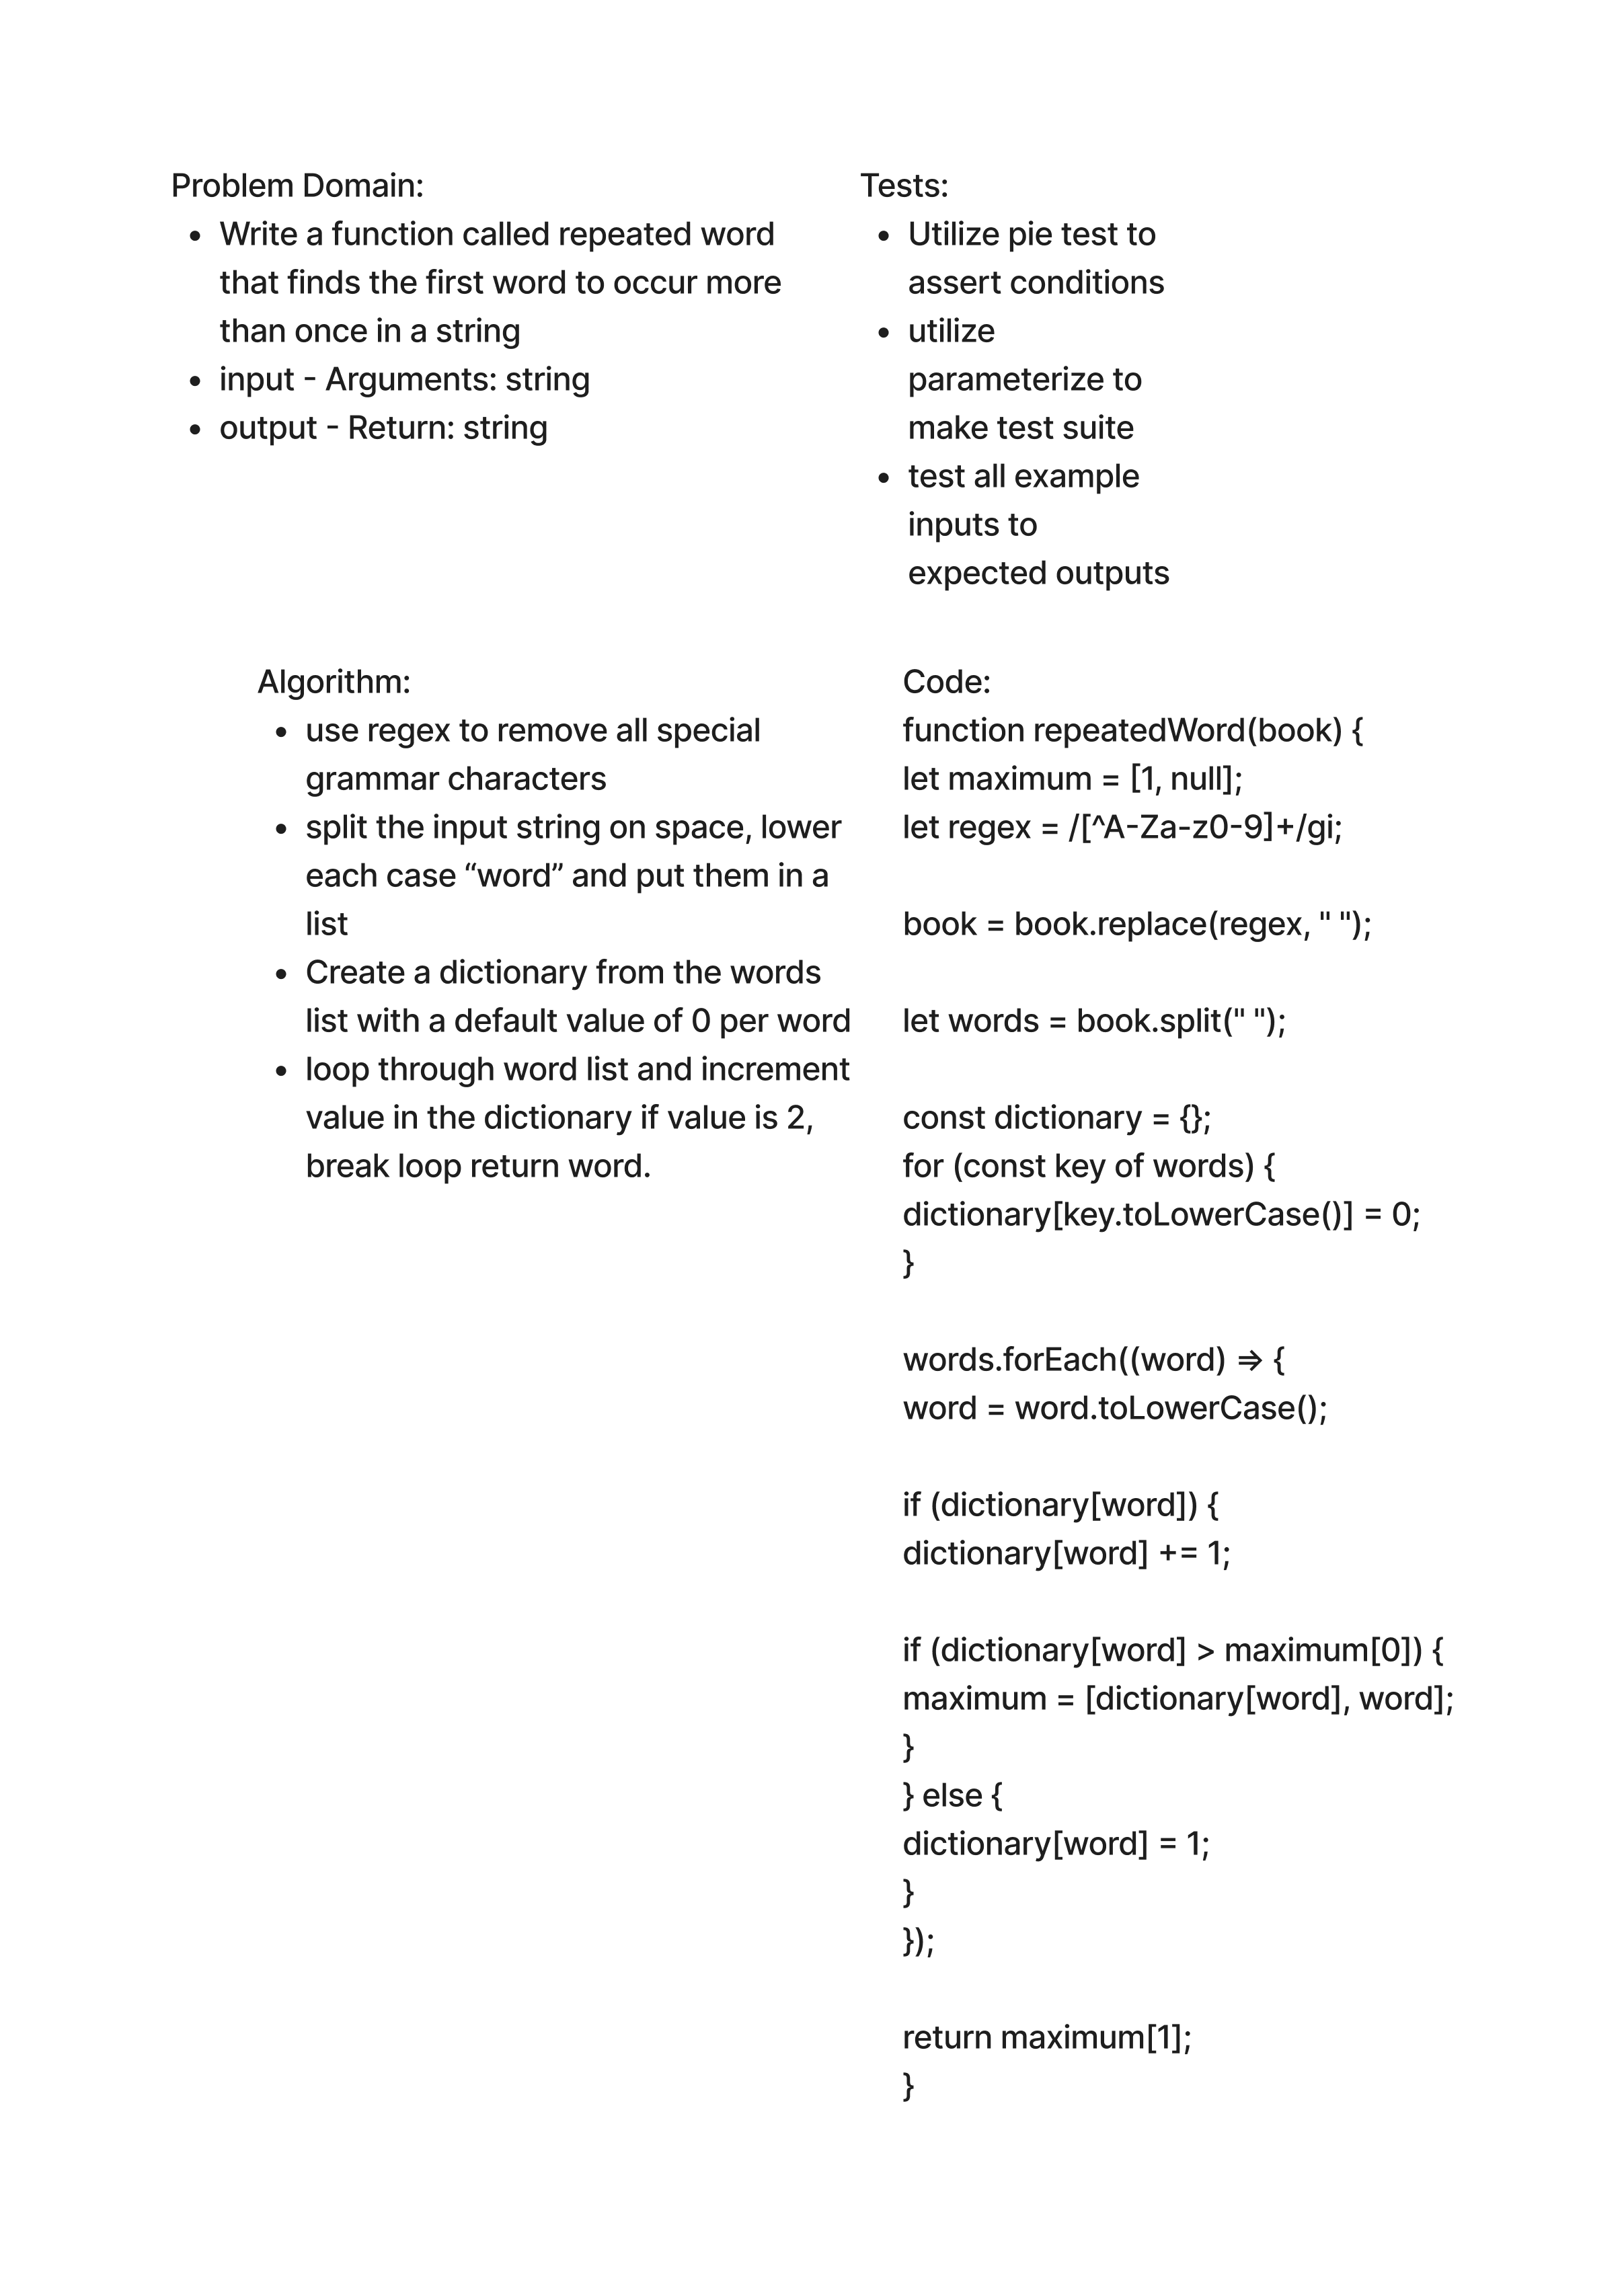 Problem Domain:
• Write a function called repeated word
that finds the first word to occur more
than once in a string
• input - Arguments: string
• output - Return: string
Tests:
• Utilize pie test to
assert conditions
• utilize
parameterize to
make test suite
• test all example
inputs to
expected outputs
Algorithm:
• use regex to remove all special
grammar characters
• split the input string on space, lower
each case “word” and put them in a
list
• Create a dictionary from the words
list with a default value of 0 per word
• loop through word list and increment
value in the dictionary if value is 2,
break loop return word.
Code:
function repeatedWord(book) {
let maximum = [1, null];
let regex = /[^A-Za-z0-9]+/gi;
book = book.replace(regex, " ");
let words = book.split(" ");
const dictionary = {};
for (const key of words) {
dictionary[key.toLowerCase()] = 0;
}
words.forEach((word) => {
word = word.toLowerCase();
if (dictionary[word]) {
dictionary[word] += 1;
if (dictionary[word] > maximum[0]) {
maximum = [dictionary[word], word];
}
} else {
dictionary[word] = 1;
}
});
return maximum[1];
}